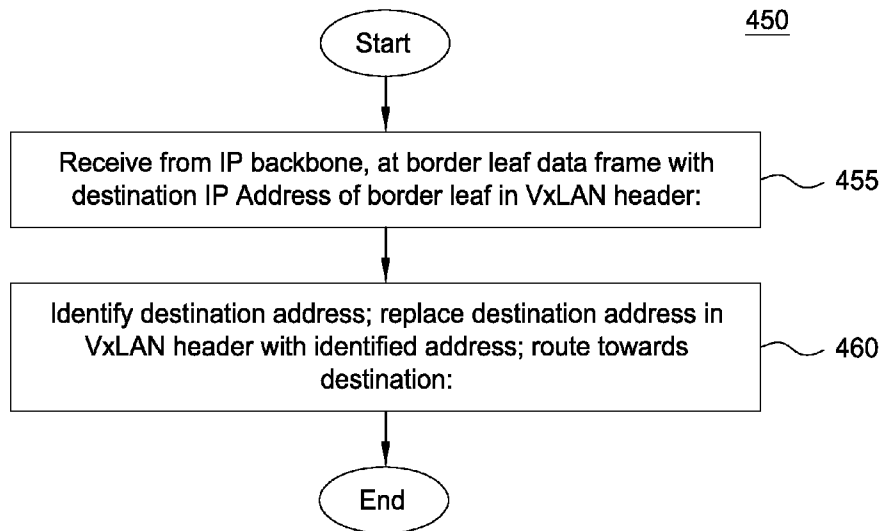 450
Start
Receive from IP backbone, at border leaf data frame with
destination IP Address of border leaf in VxLAN header:
455
Identify destination address; replace destination address in
VxLAN header with identified address; route towards
destination:
460
End